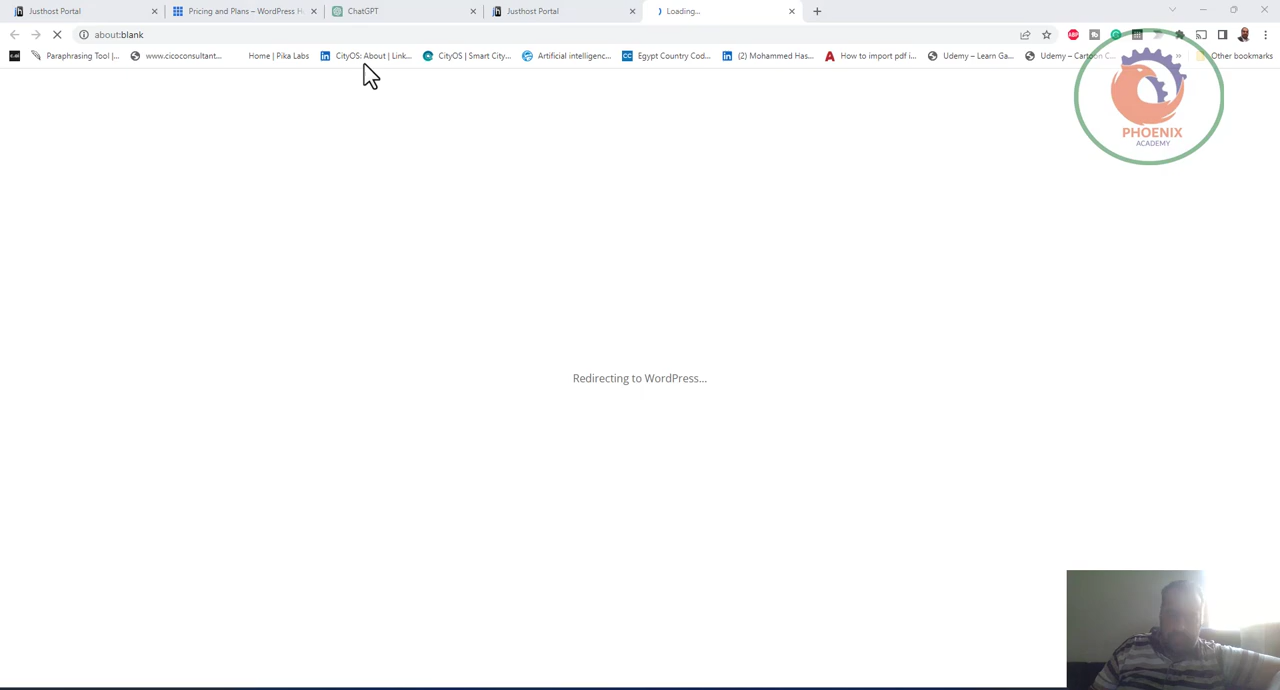 Justhost Portal
Pricing and Plans – WordPress H
ChatGPT
Justhost Portal
Loading...
about:blank
Paraphrasing Tool |...
www.cicoconsultant...
Home | Pika Labs
CityOS: About | Link...
CityOS | Smart City...
Artificial intelligenc...
Egypt Country Cod...
(2) Mohammed Has...
How to import pdf i...
Udemy – Learn Ga...
Udemy – Cartoon C...
Other bookmarks
PHOENIX
ACADEMY
Redirecting to WordPress...